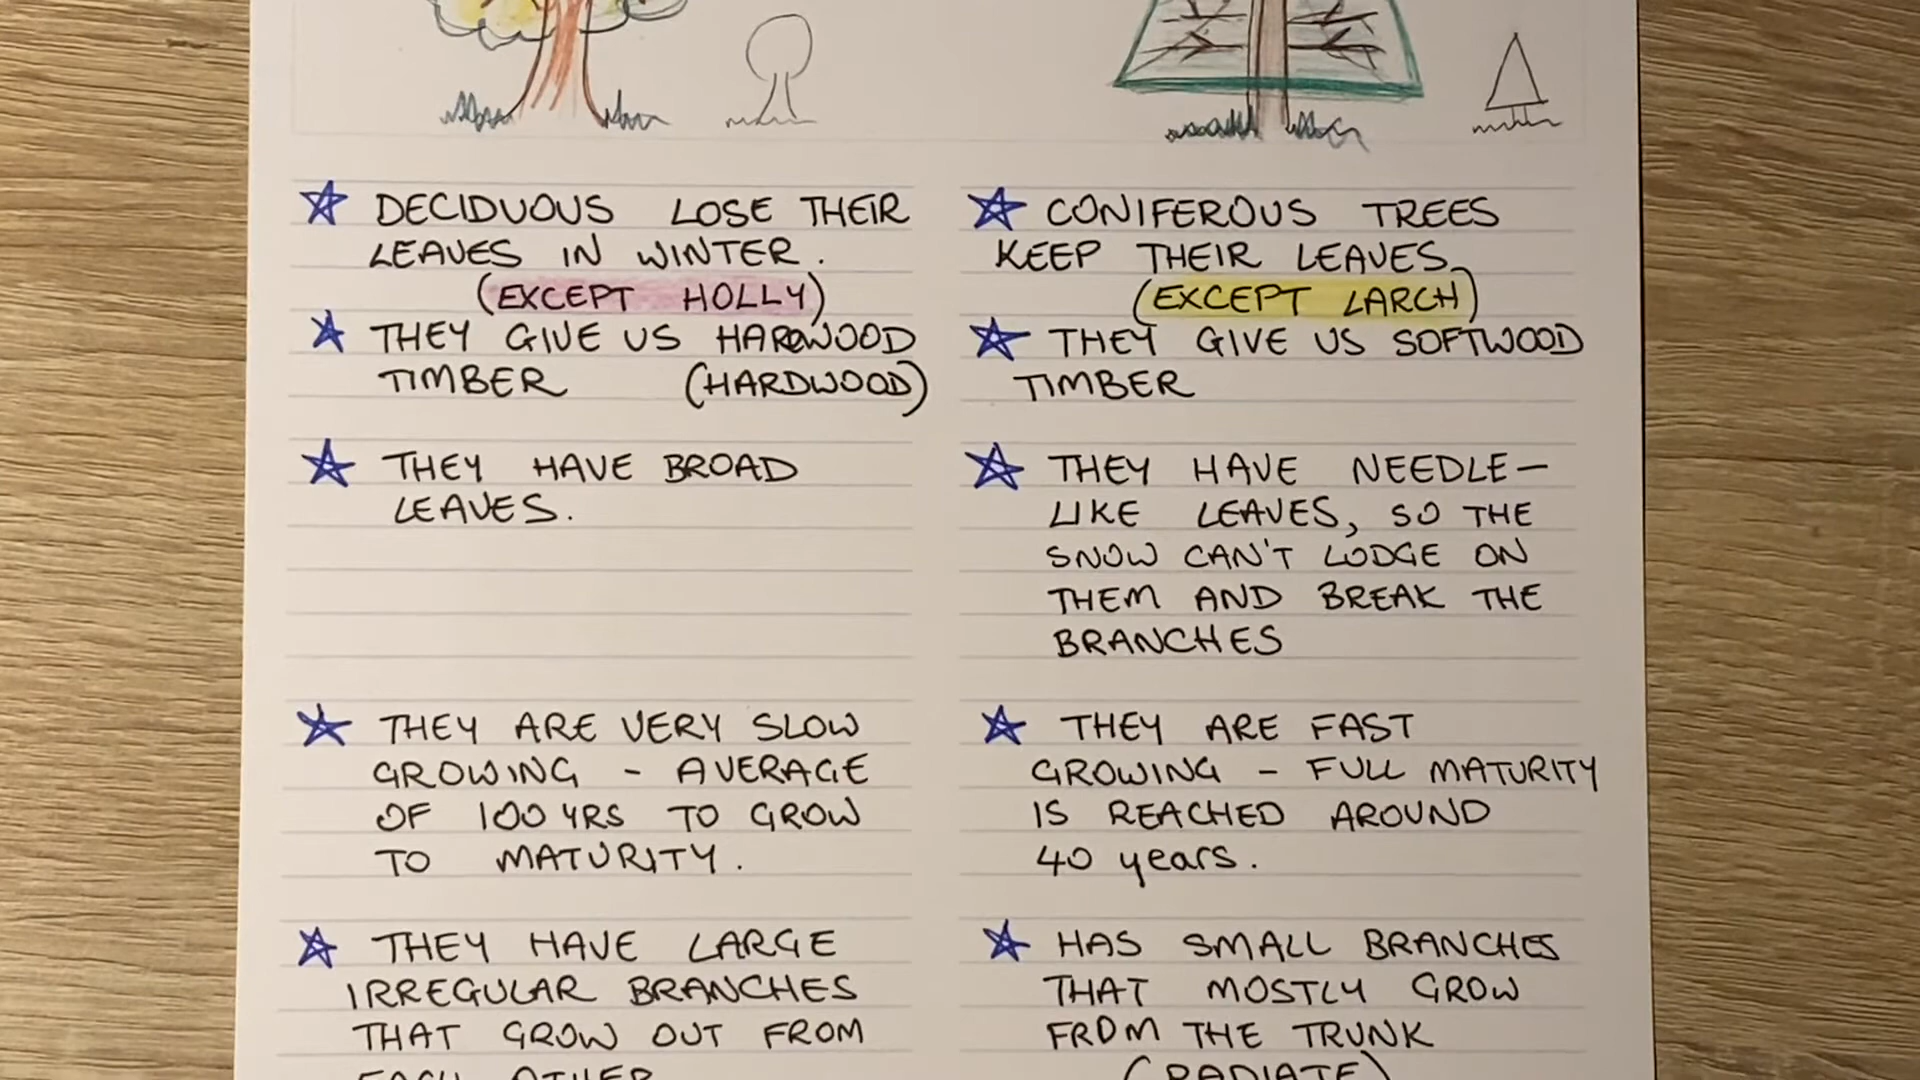 DECIDUOUS LOSE THEIR
LEAVES IN WINTER.
(EXCEPT HOLLY)
THEY GIVE US HARDWOOD
TIMBER (HARDWOOD)
THEY HAVE BROAD
LEAVES.
THEY ARE VERY SLOW
GROWING - AVERAGE
OF 100 YRS TO GROW
TO MATURITY.
THEY HAVE LARGE
IRREGULAR BRANCHES
THAT GROW OUT FROM
EACH OTHER
CONIFEROUS TREES
KEEP THEIR LEAVES
(EXCEPT LARCH)
THEY GIVE US SOFTWOOD
TIMBER
THEY HAVE NEEDLE-
LIKE LEAVES, SO THE
SNOW CAN'T LODGE ON
THEM AND BREAK THE
BRANCHES
THEY ARE FAST
GROWING - FULL MATURITY
IS REACHED AROUND
40 years.
HAS SMALL BRANCHES
THAT MOSTLY GROW
FROM THE TRUNK
(RADIATE)